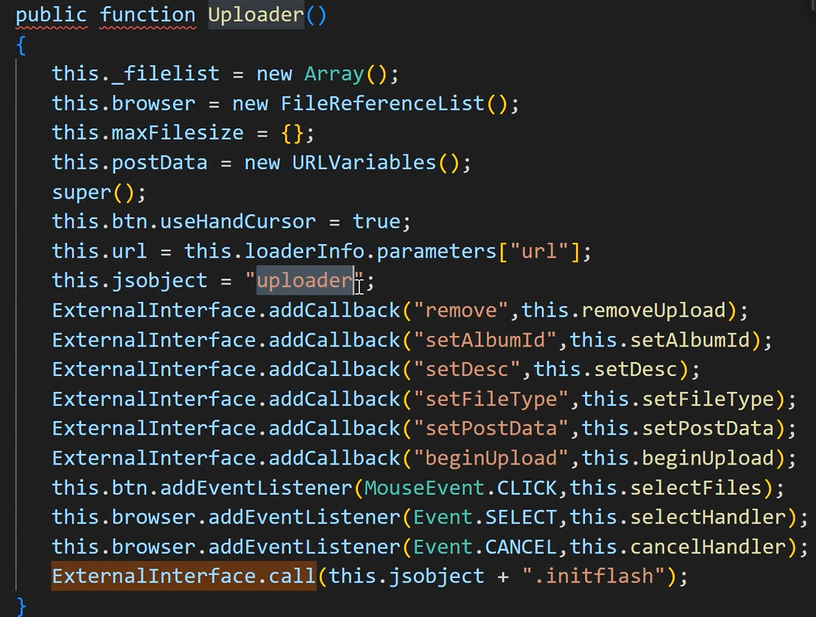 public function Uploader()
{
this._filelist = new Array();
this.browser = new FileReferenceList();
this.maxFilesize = {};
this.postData = new URLVariables();
super();
this.btn.useHandCursor = true;
this.url = this.loaderInfo.parameters["url"];
this.jsobject = "uploader";
ExternalInterface.addCallback("remove",this.removeUpload);
ExternalInterface.addCallback("setAlbumId",this.setAlbumId);
ExternalInterface.addCallback("setDesc",this.setDesc);
ExternalInterface.addCallback("setFileType",this.setFileType);
ExternalInterface.addCallback("setPostData",this.setPostData);
ExternalInterface.addCallback("beginUpload",this.beginUpload);
this.btn.addEventListener(MouseEvent.CLICK,this.selectFiles);
this.browser.addEventListener(Event.SELECT,this.selectHandler);
this.browser.addEventListener(Event.CANCEL,this.cancelHandler);
ExternalInterface.call(this.jsobject + ".initflash");
}